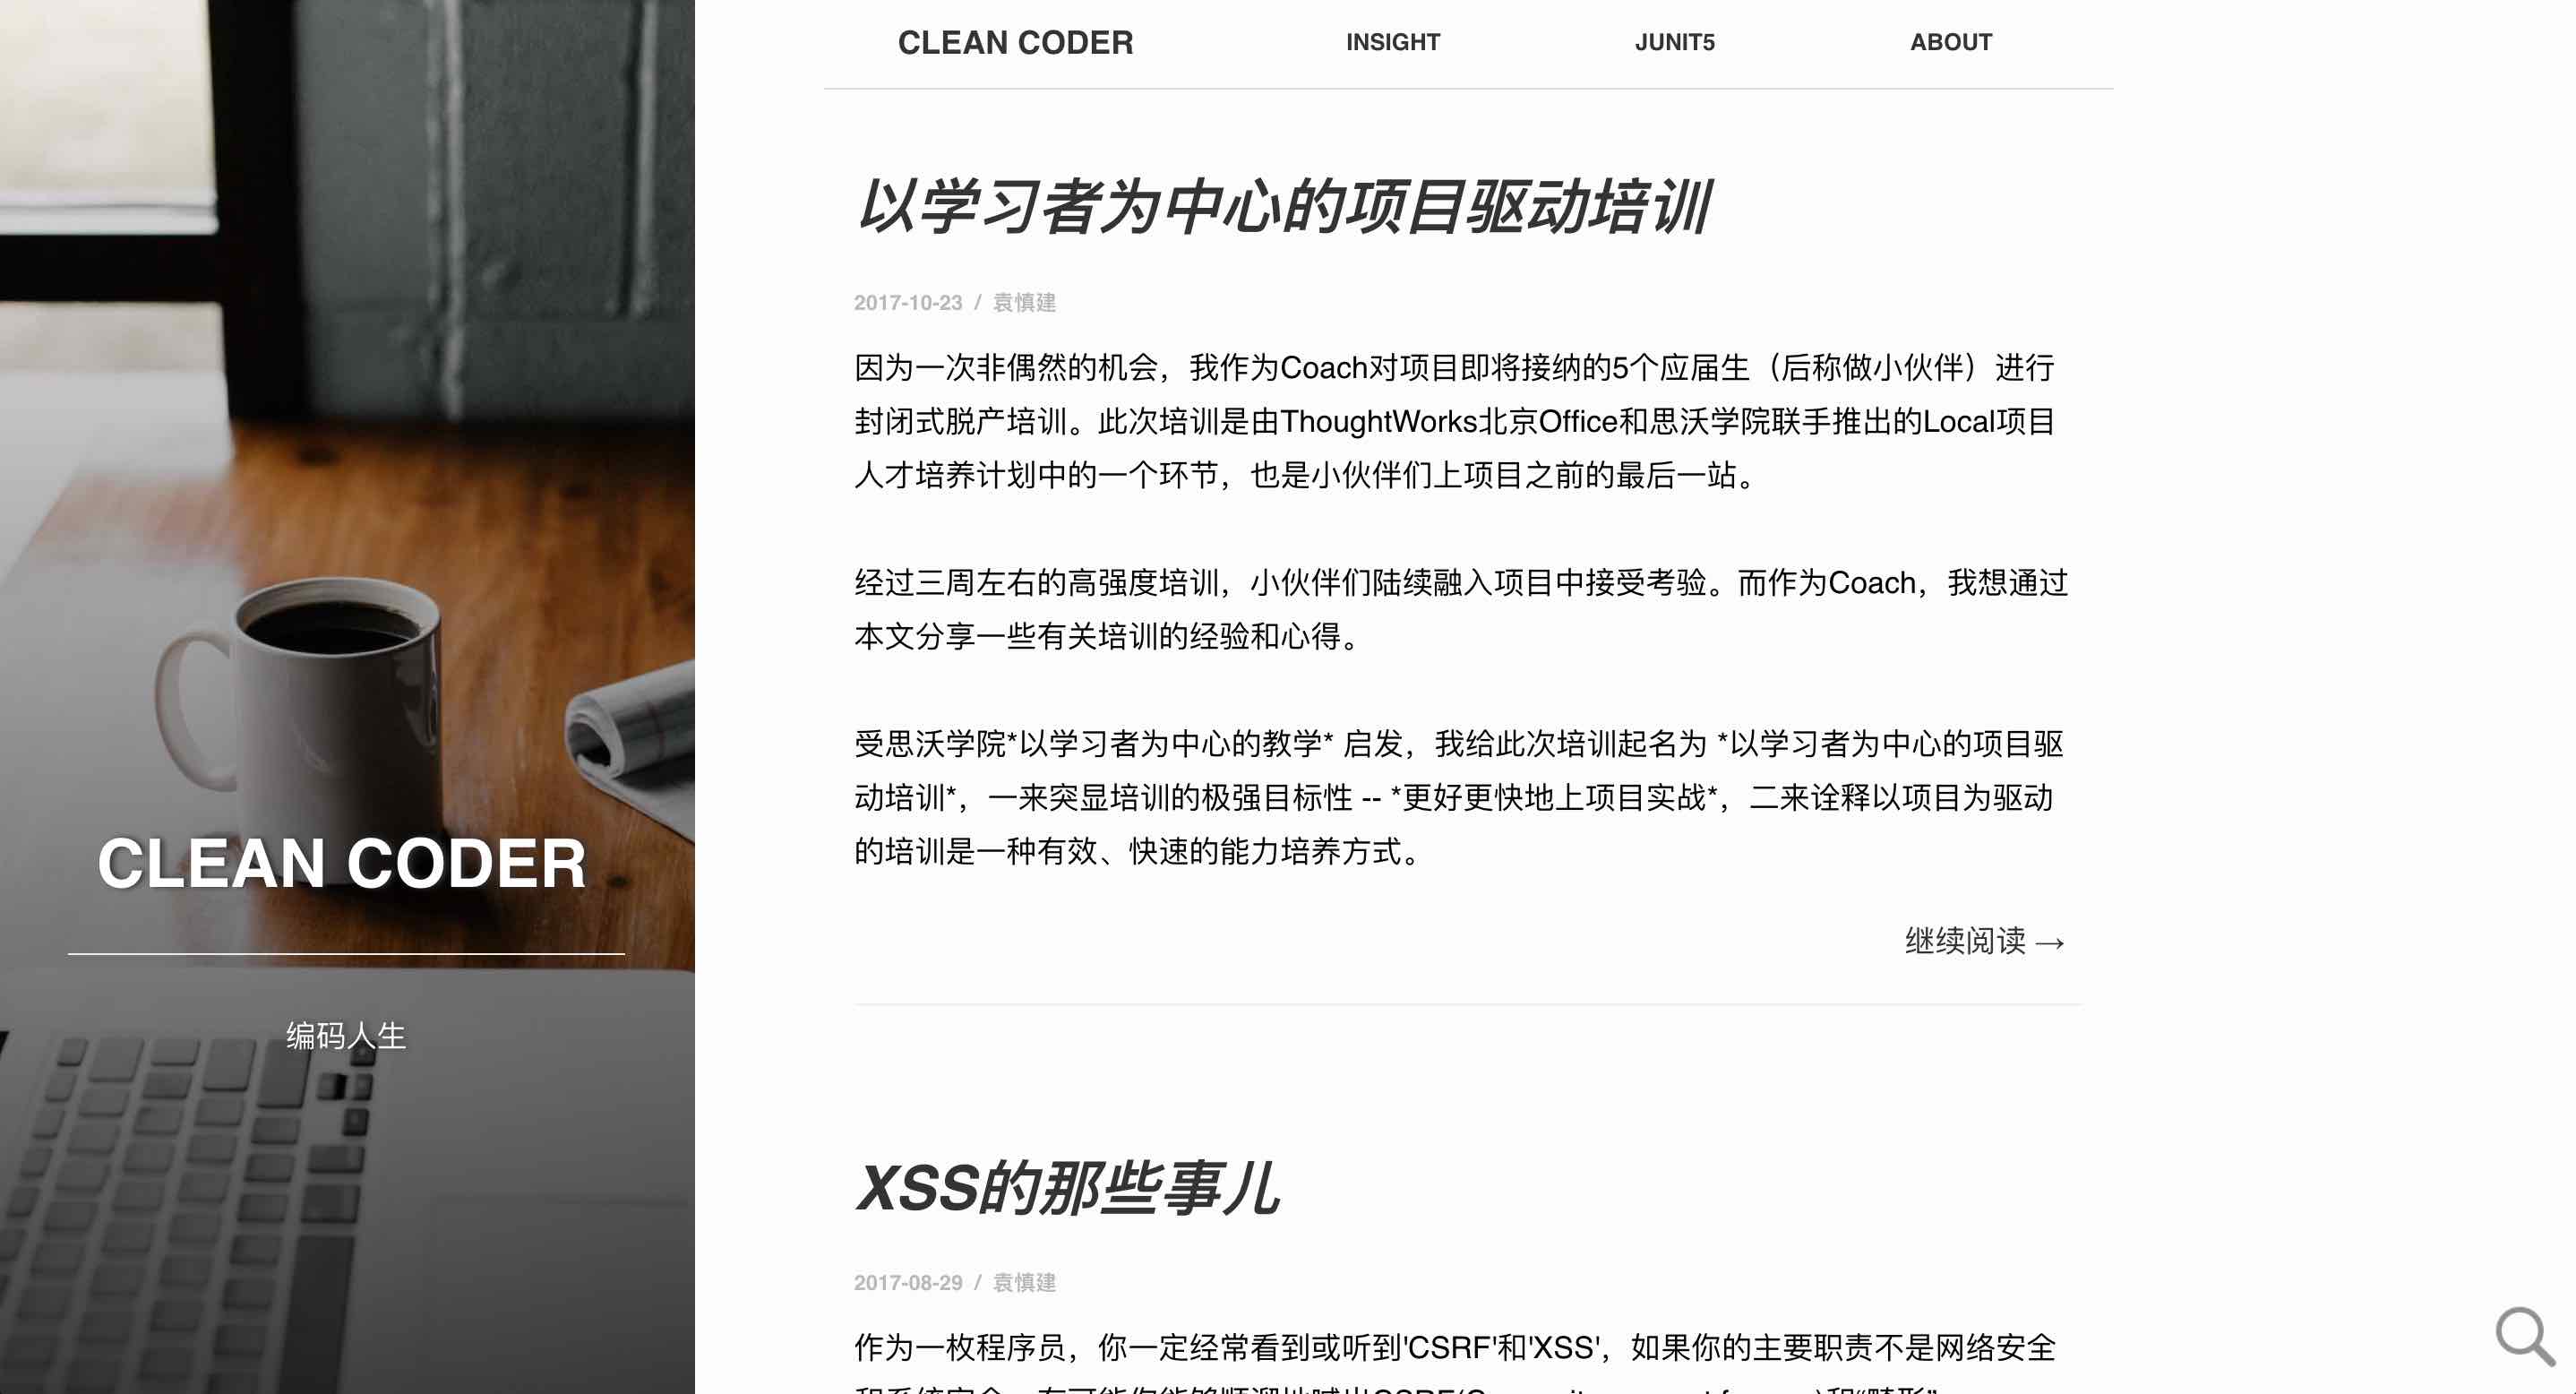 CLEAN CODER
编码人生
CLEAN CODER INSIGHT JUNIT5 ABOUT
以学习者为中心的项目驱动培训
2017-10-23 / 袁慎建
因为一次非偶然的机会，我作为Coach对项目即将接纳的5个应届生（后称做小伙伴）进行
封闭式脱产培训。此次培训是由ThoughtWorks北京Office和思沃学院联手推出的Local项目
人才培养计划中的一个环节，也是小伙伴们上项目之前的最后一站。
经过三周左右的高强度培训，小伙伴们陆续融入项目中接受考验。而作为Coach，我想通过
本文分享一些有关培训的经验和心得。
受思沃学院*以学习者为中心的教学* 启发，我给此次培训起名为 *以学习者为中心的项目驱
动培训*，一来突显培训的极强目标性 -- *更好更快地上项目实战*，二来诠释以项目为驱动
的培训是一种有效、快速的能力培养方式。
继续阅读 →
XSS的那些事儿
2017-08-29 / 袁慎建
作为一枚程序员，你一定经常看到或听到'CSRF'和'XSS'，如果你的主要职责不是网络安全